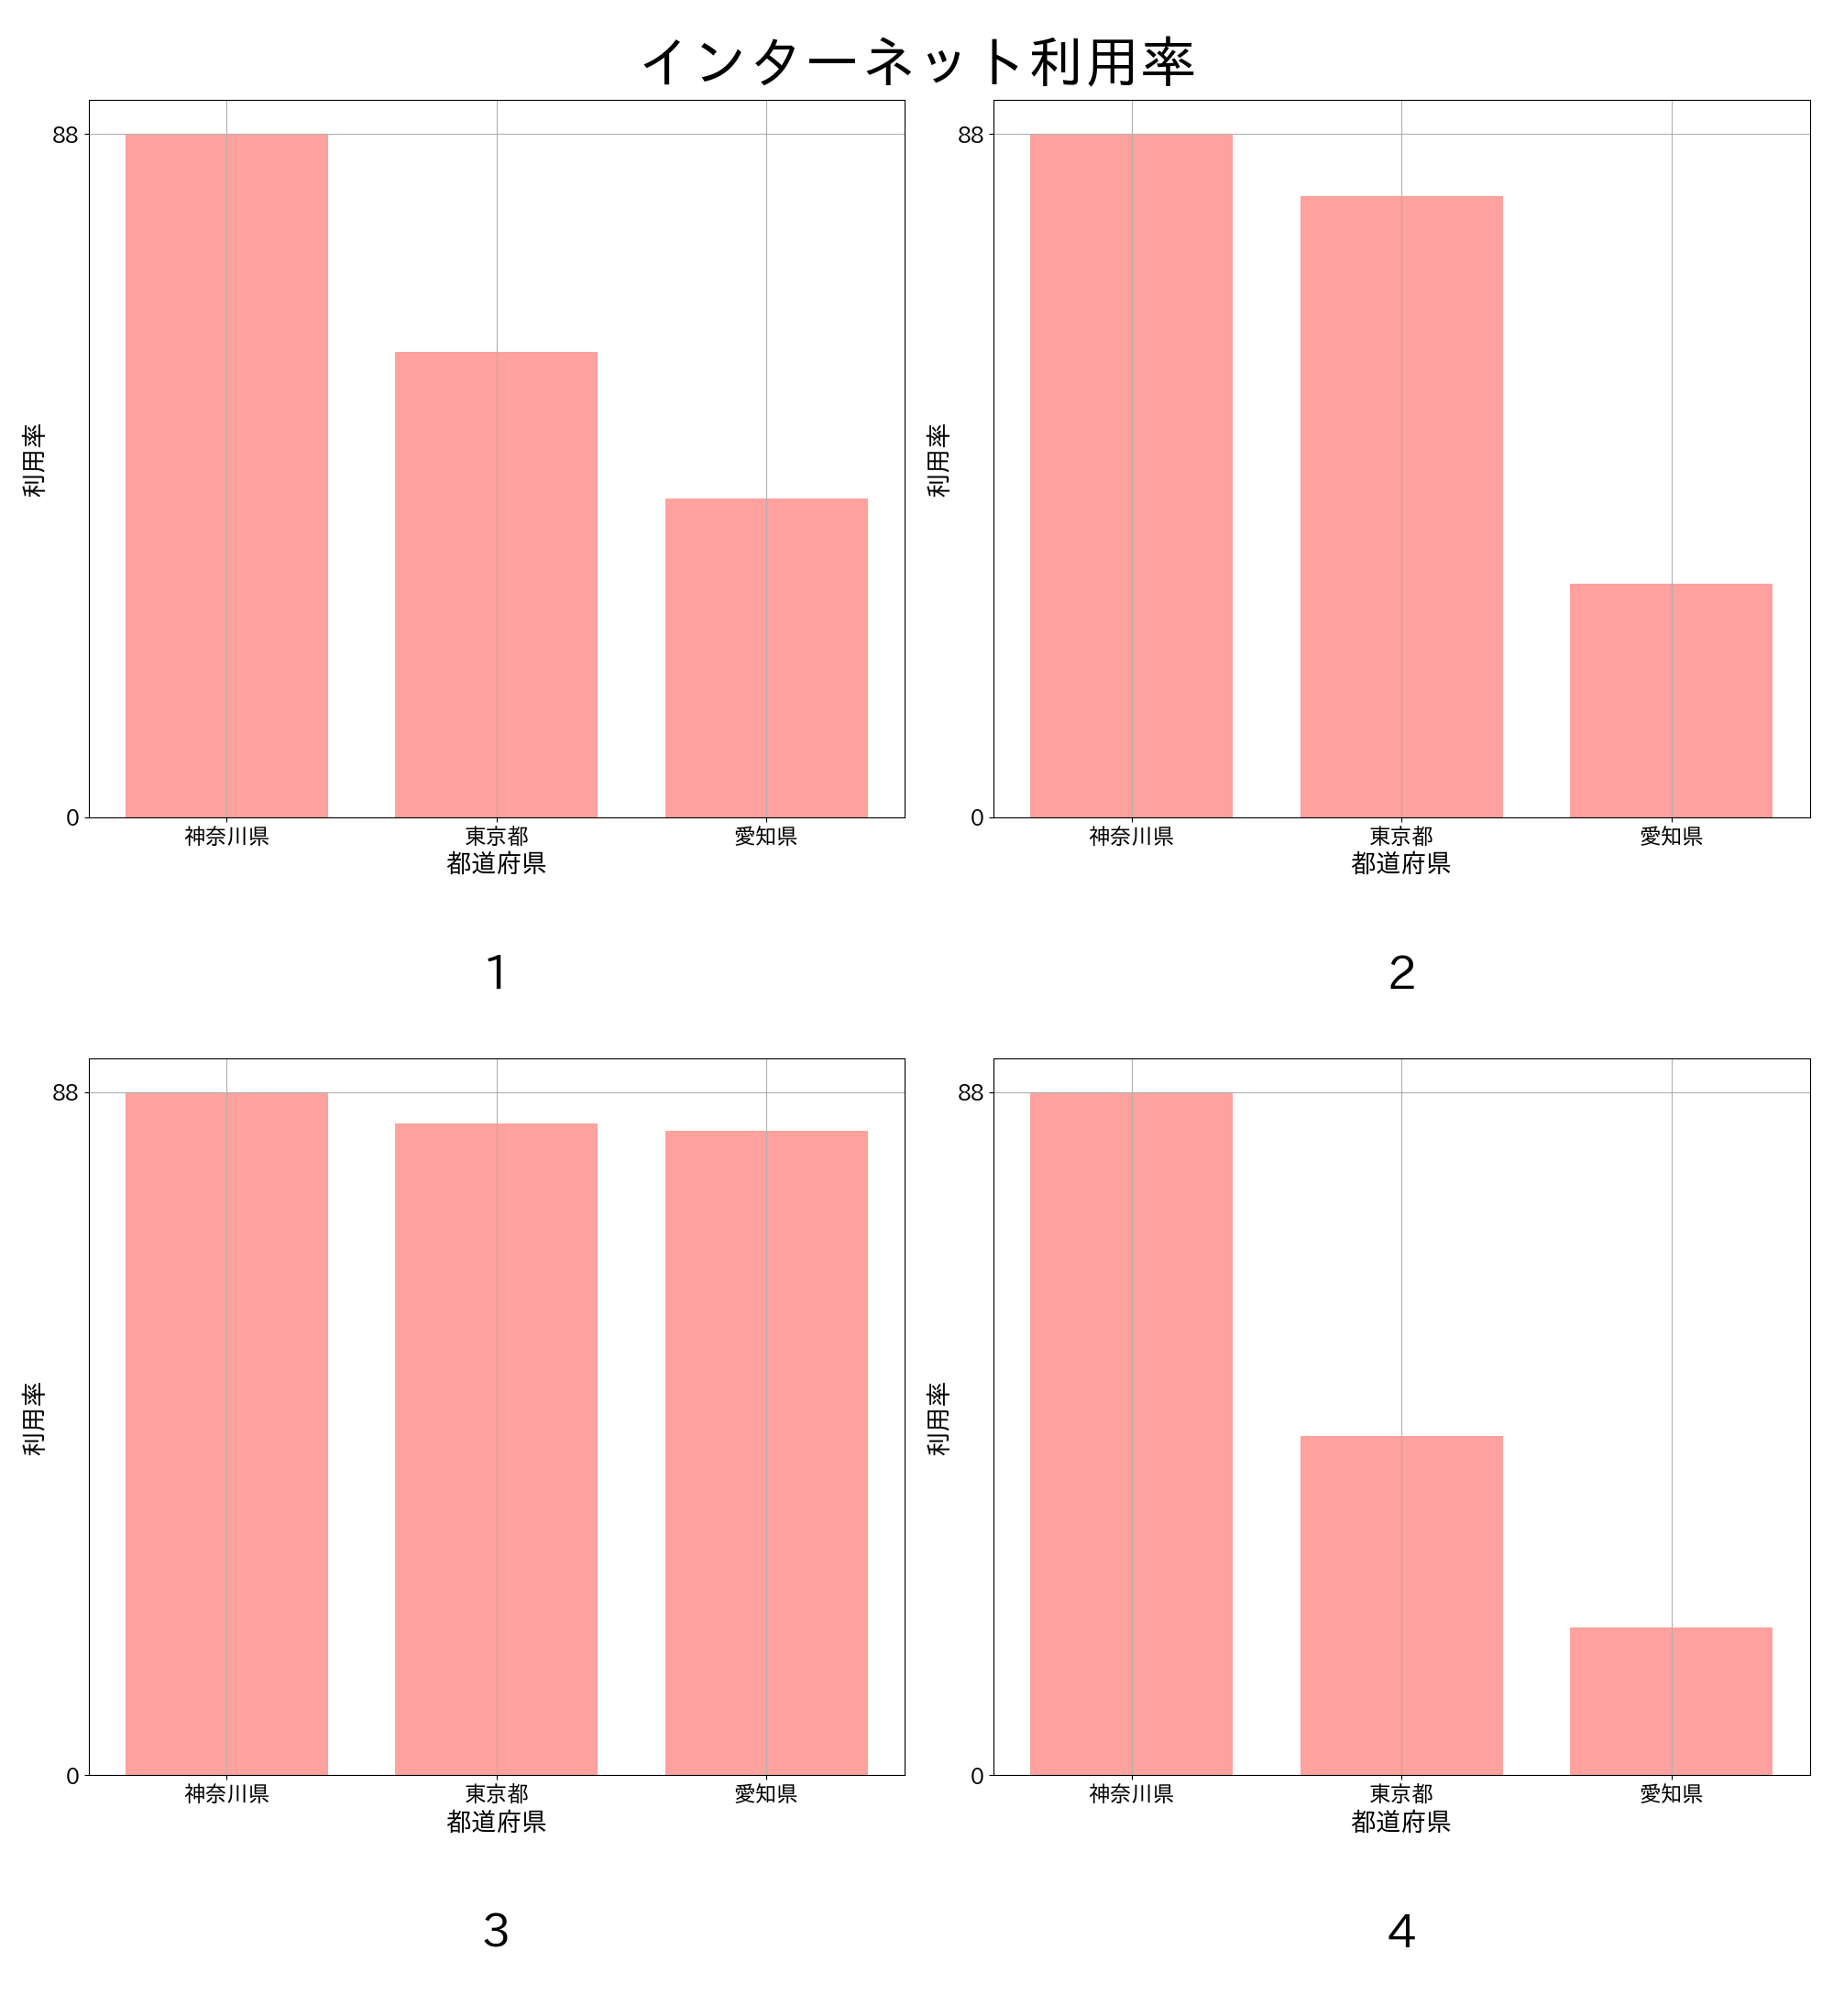 インターネット利用率
88
0
利用率
神奈川県 東京都 愛知県
都道府県
1
88
0
利用率
神奈川県 東京都 愛知県
都道府県
2
88
0
利用率
神奈川県 東京都 愛知県
都道府県
3
88
0
利用率
神奈川県 東京都 愛知県
都道府県
4